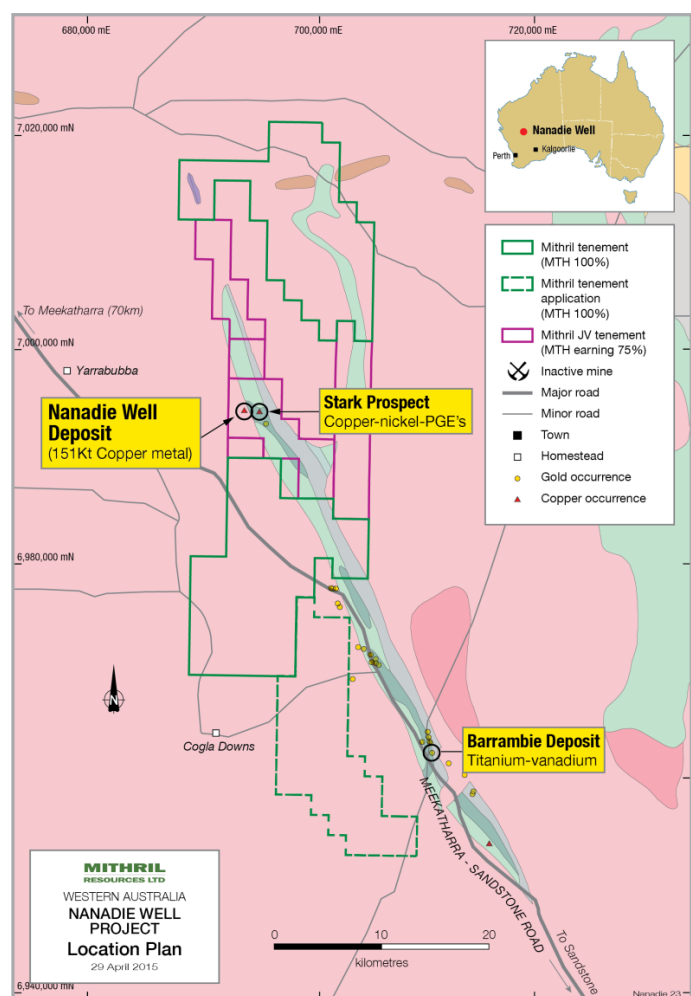 680,000 mE
700,000 mE
720,000 mE
7,020,000 mN
Nanadie Well
Perth
Kalgoorlie
Mithril tenement
(MTH 100%)
Mithril tenement
application
(MTH 100%)
Mithril JV tenement
(MTH earning 75%)
Inactive mine
Major road
Minor road
Town
Homestead
Gold occurrence
Copper occurrence
To Meekatharra (70km)
7,000,000 mN
Yarrabubba
Nanadie Well
Deposit
(151Kt Copper metal)
Stark Prospect
Copper-nickel-PGE's
6,980,000 mN
N
Cogla Downs
Barrambie Deposit
Titanium-vanadium
MEEKATHARRA - SANDSTONE ROAD
To Sandstone
MITHRIL
RESOURCES LTD
WESTERN AUSTRALIA
NANADIE WELL
PROJECT
Location Plan
29 April 2015
0 10 20
kilometres
6,940,000 mN
Nanadie 23